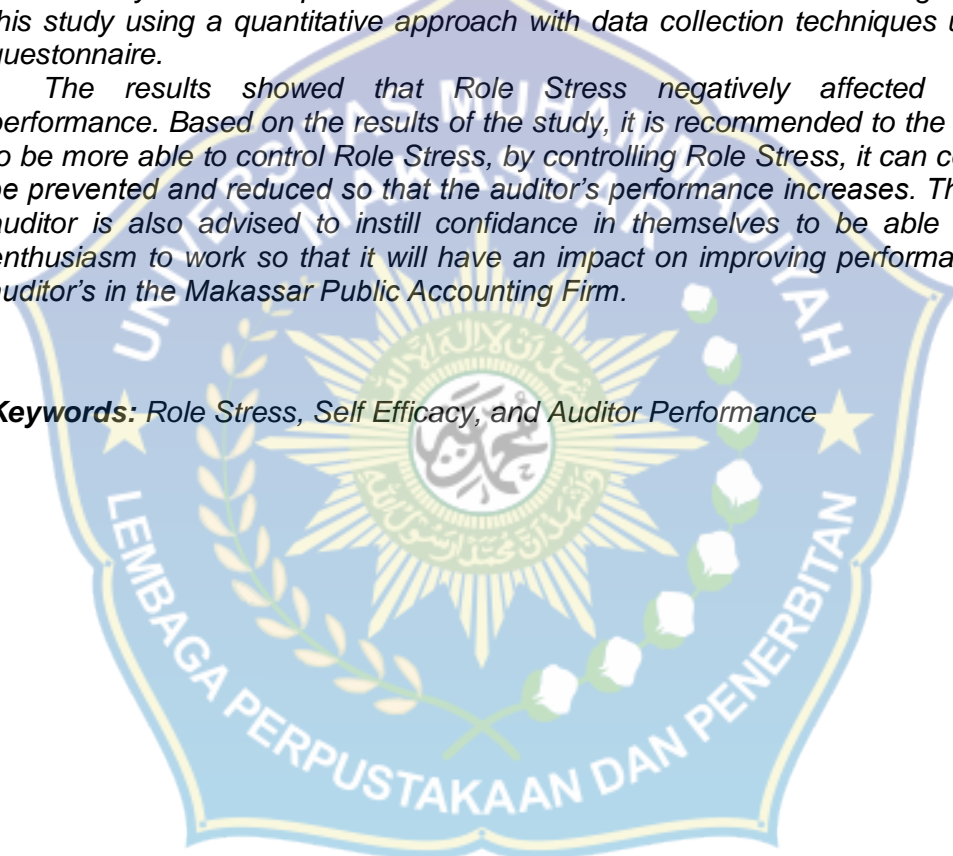 this study using a quantitative approach with data collection techniques u
questonnaire.
The results showed that Role Stress negatively affected
performance. Based on the results of the study, it is recommended to the
to be more able to control Role Stress, by controlling Role Stress, it can co
be prevented and reduced so that the auditor's performance increases. Th
auditor is also advised to instill confidance in themselves to be able
enthusiasm to work so that it will have an impact on improving performa
auditor's in the Makassar Public Accounting Firm.
Keywords: Role Stress, Self Efficacy, and Auditor Performance
UNIVERSITAS MUHAMMADIYAH
MAKASSAR
LEMBAGA PERPUSTAKAAN DAN PENERBITAN